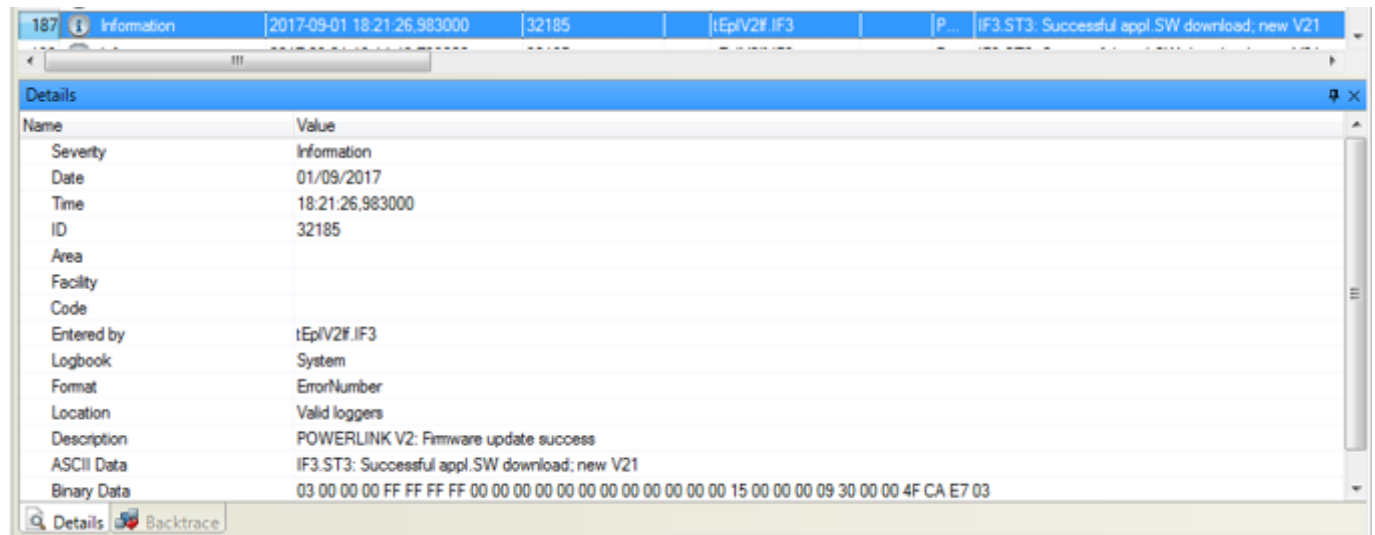 187 Information 2017-09-01 18:21:26,983000 32185 tEplV2If.IF3 P... IF3.ST3: Successful appl.SW download; new V21
Details
Name Value
Severity Information
Date 01/09/2017
Time 18:21:26,983000
ID 32185
Area
Facility
Code
Entered by tEplV2If.IF3
Logbook System
Format ErrorNumber
Location Valid loggers
Description POWERLINK V2: Firmware update success
ASCII Data IF3.ST3: Successful appl.SW download; new V21
Binary Data 03 00 00 00 FF FF FF FF 00 00 00 00 00 00 00 00 00 00 00 00 15 00 00 00 09 30 00 00 4F CA E7 03
Details Backtrace